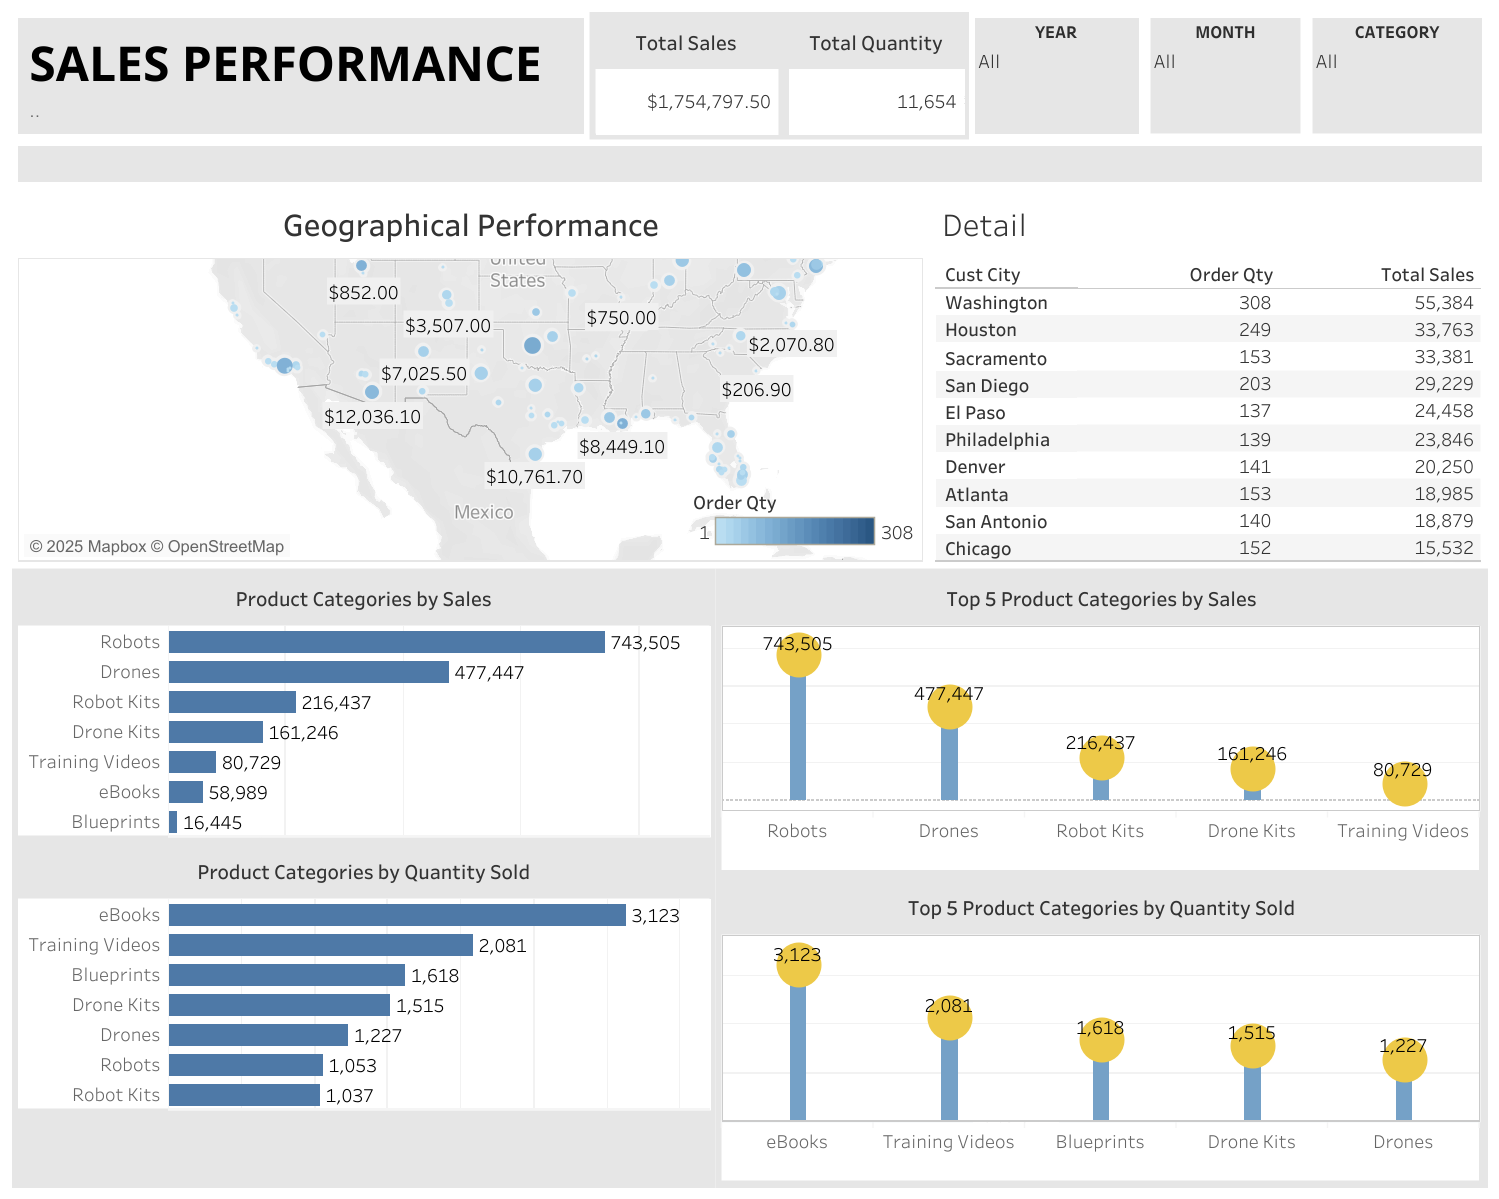 SALES PERFORMANCE
..
Total Sales
Total Quantity
$1,754,797.50
11,654
YEAR
All
MONTH
All
CATEGORY
All
Geographical Performance
United
States
$852.00
$3,507.00
$750.00
$2,070.80
$7,025.50
$206.90
$12,036.10
$8,449.10
$10,761.70
Mexico
Order Qty
1
308
© 2025 Mapbox © OpenStreetMap
Detail
Cust City Order Qty Total Sales
Washington 308 55,384
Houston 249 33,763
Sacramento 153 33,381
San Diego 203 29,229
El Paso 137 24,458
Philadelphia 139 23,846
Denver 141 20,250
Atlanta 153 18,985
San Antonio 140 18,879
Chicago 152 15,532
Product Categories by Sales
Robots 743,505
Drones 477,447
Robot Kits 216,437
Drone Kits 161,246
Training Videos 80,729
eBooks 58,989
Blueprints 16,445
Top 5 Product Categories by Sales
743,505
477,447
216,437
161,246
80,729
Robots Drones Robot Kits Drone Kits Training Videos
Product Categories by Quantity Sold
eBooks 3,123
Training Videos 2,081
Blueprints 1,618
Drone Kits 1,515
Drones 1,227
Robots 1,053
Robot Kits 1,037
Top 5 Product Categories by Quantity Sold
3,123
2,081
1,618
1,515
1,227
eBooks Training Videos Blueprints Drone Kits Drones